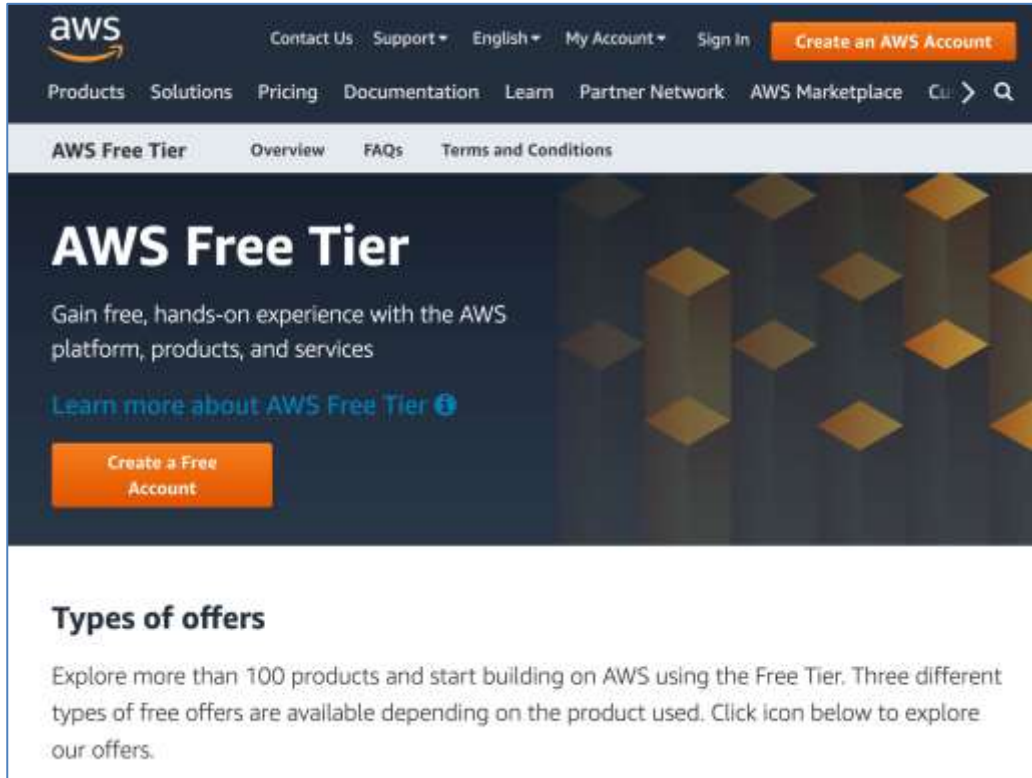 aws
Contact Us Support English My Account Sign In Create an AWS Account
Products Solutions Pricing Documentation Learn Partner Network AWS Marketplace Cu
AWS Free Tier Overview FAQs Terms and Conditions
AWS Free Tier
Gain free, hands-on experience with the AWS
platform, products, and services
Learn more about AWS Free Tier
Create a Free
Account
Types of offers
Explore more than 100 products and start building on AWS using the Free Tier. Three different
types of free offers are available depending on the product used. Click icon below to explore
our offers.